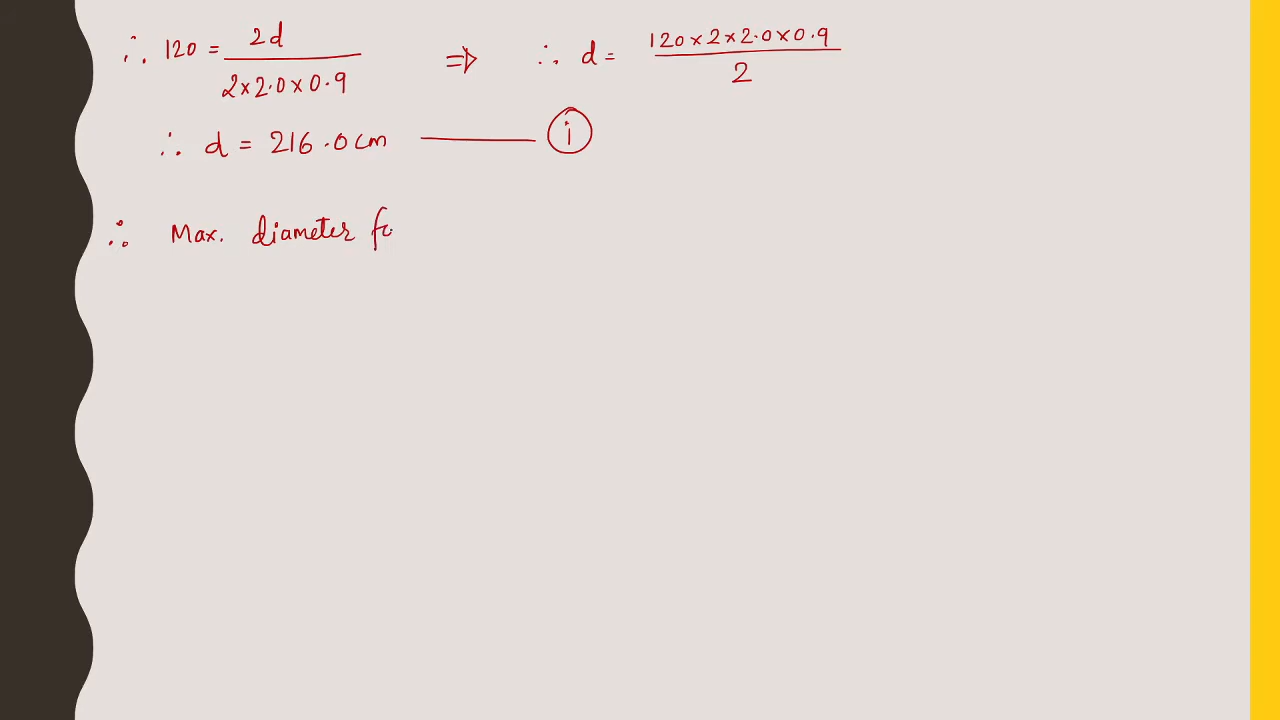 ∴ 120 = 2d / 2×2.0×0.9 ⇒ ∴ d = 120×2×2.0×0.9 / 2
∴ d = 216.0 cm ——— (i)
∴ Max. diameter